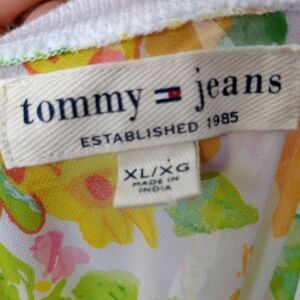 tommy jeans
ESTABLISHED 1985
XL/XG
MADE IN
INDIA